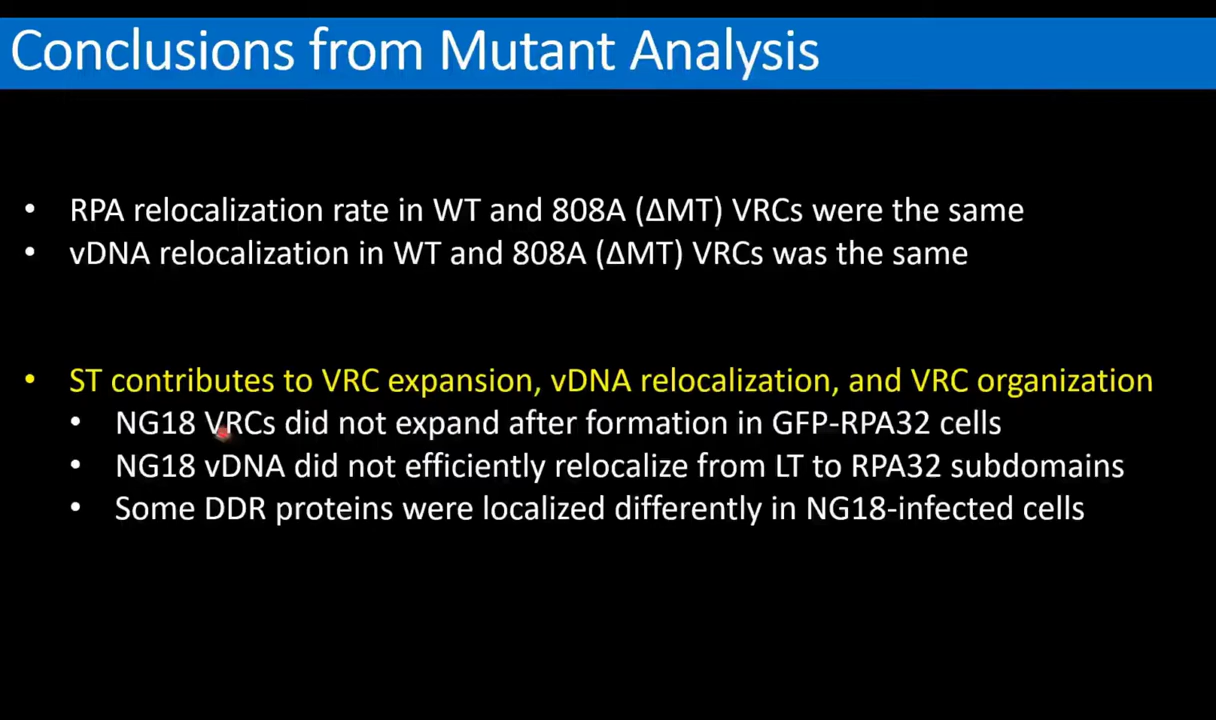 Conclusions from Mutant Analysis
• RPA relocalization rate in WT and 808A (ΔMT) VRCs were the same
• vDNA relocalization in WT and 808A (ΔMT) VRCs was the same
• ST contributes to VRC expansion, vDNA relocalization, and VRC organization
• NG18 VRCs did not expand after formation in GFP-RPA32 cells
• NG18 vDNA did not efficiently relocalize from LT to RPA32 subdomains
• Some DDR proteins were localized differently in NG18-infected cells